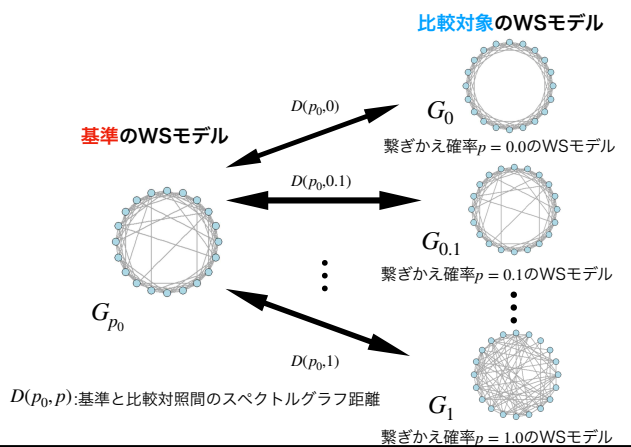 比較対象のWSモデル
D(p₀,0)
G₀
基準のWSモデル
繋ぎかえ確率p = 0.0のWSモデル
D(p₀,0.1)
G₀.₁
繋ぎかえ確率p = 0.1のWSモデル
Gₚ₀
D(p₀,1)
D(p₀, p):基準と比較対照間のスペクトルグラフ距離
G₁
繋ぎかえ確率p = 1.0のWSモデル